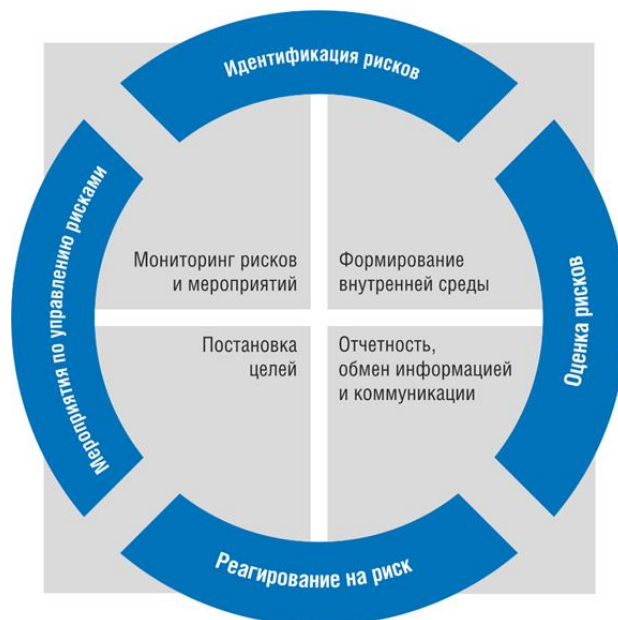 Идентификация рисков
Мероприятия по управлению рисками
Мониторинг рисков
и мероприятий
Формирование
внутренней среды
Оценка рисков
Постановка
целей
Отчетность,
обмен информацией
и коммуникации
Реагирование на риск